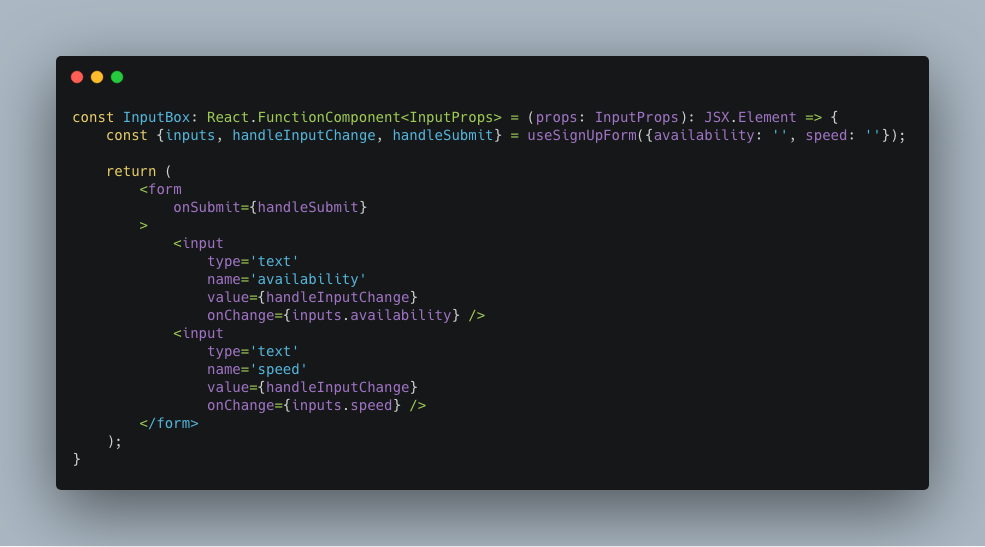 const InputBox: React.FunctionComponent<InputProps> = (props: InputProps): JSX.Element => {
    const {inputs, handleInputChange, handleSubmit} = useSignUpForm({availability: '', speed: ''});

    return (
        <form
            onSubmit={handleSubmit}
        >
            <input
                type='text'
                name='availability'
                value={handleInputChange}
                onChange={inputs.availability} />
            <input
                type='text'
                name='speed'
                value={handleInputChange}
                onChange={inputs.speed} />
        </form>
    );
}